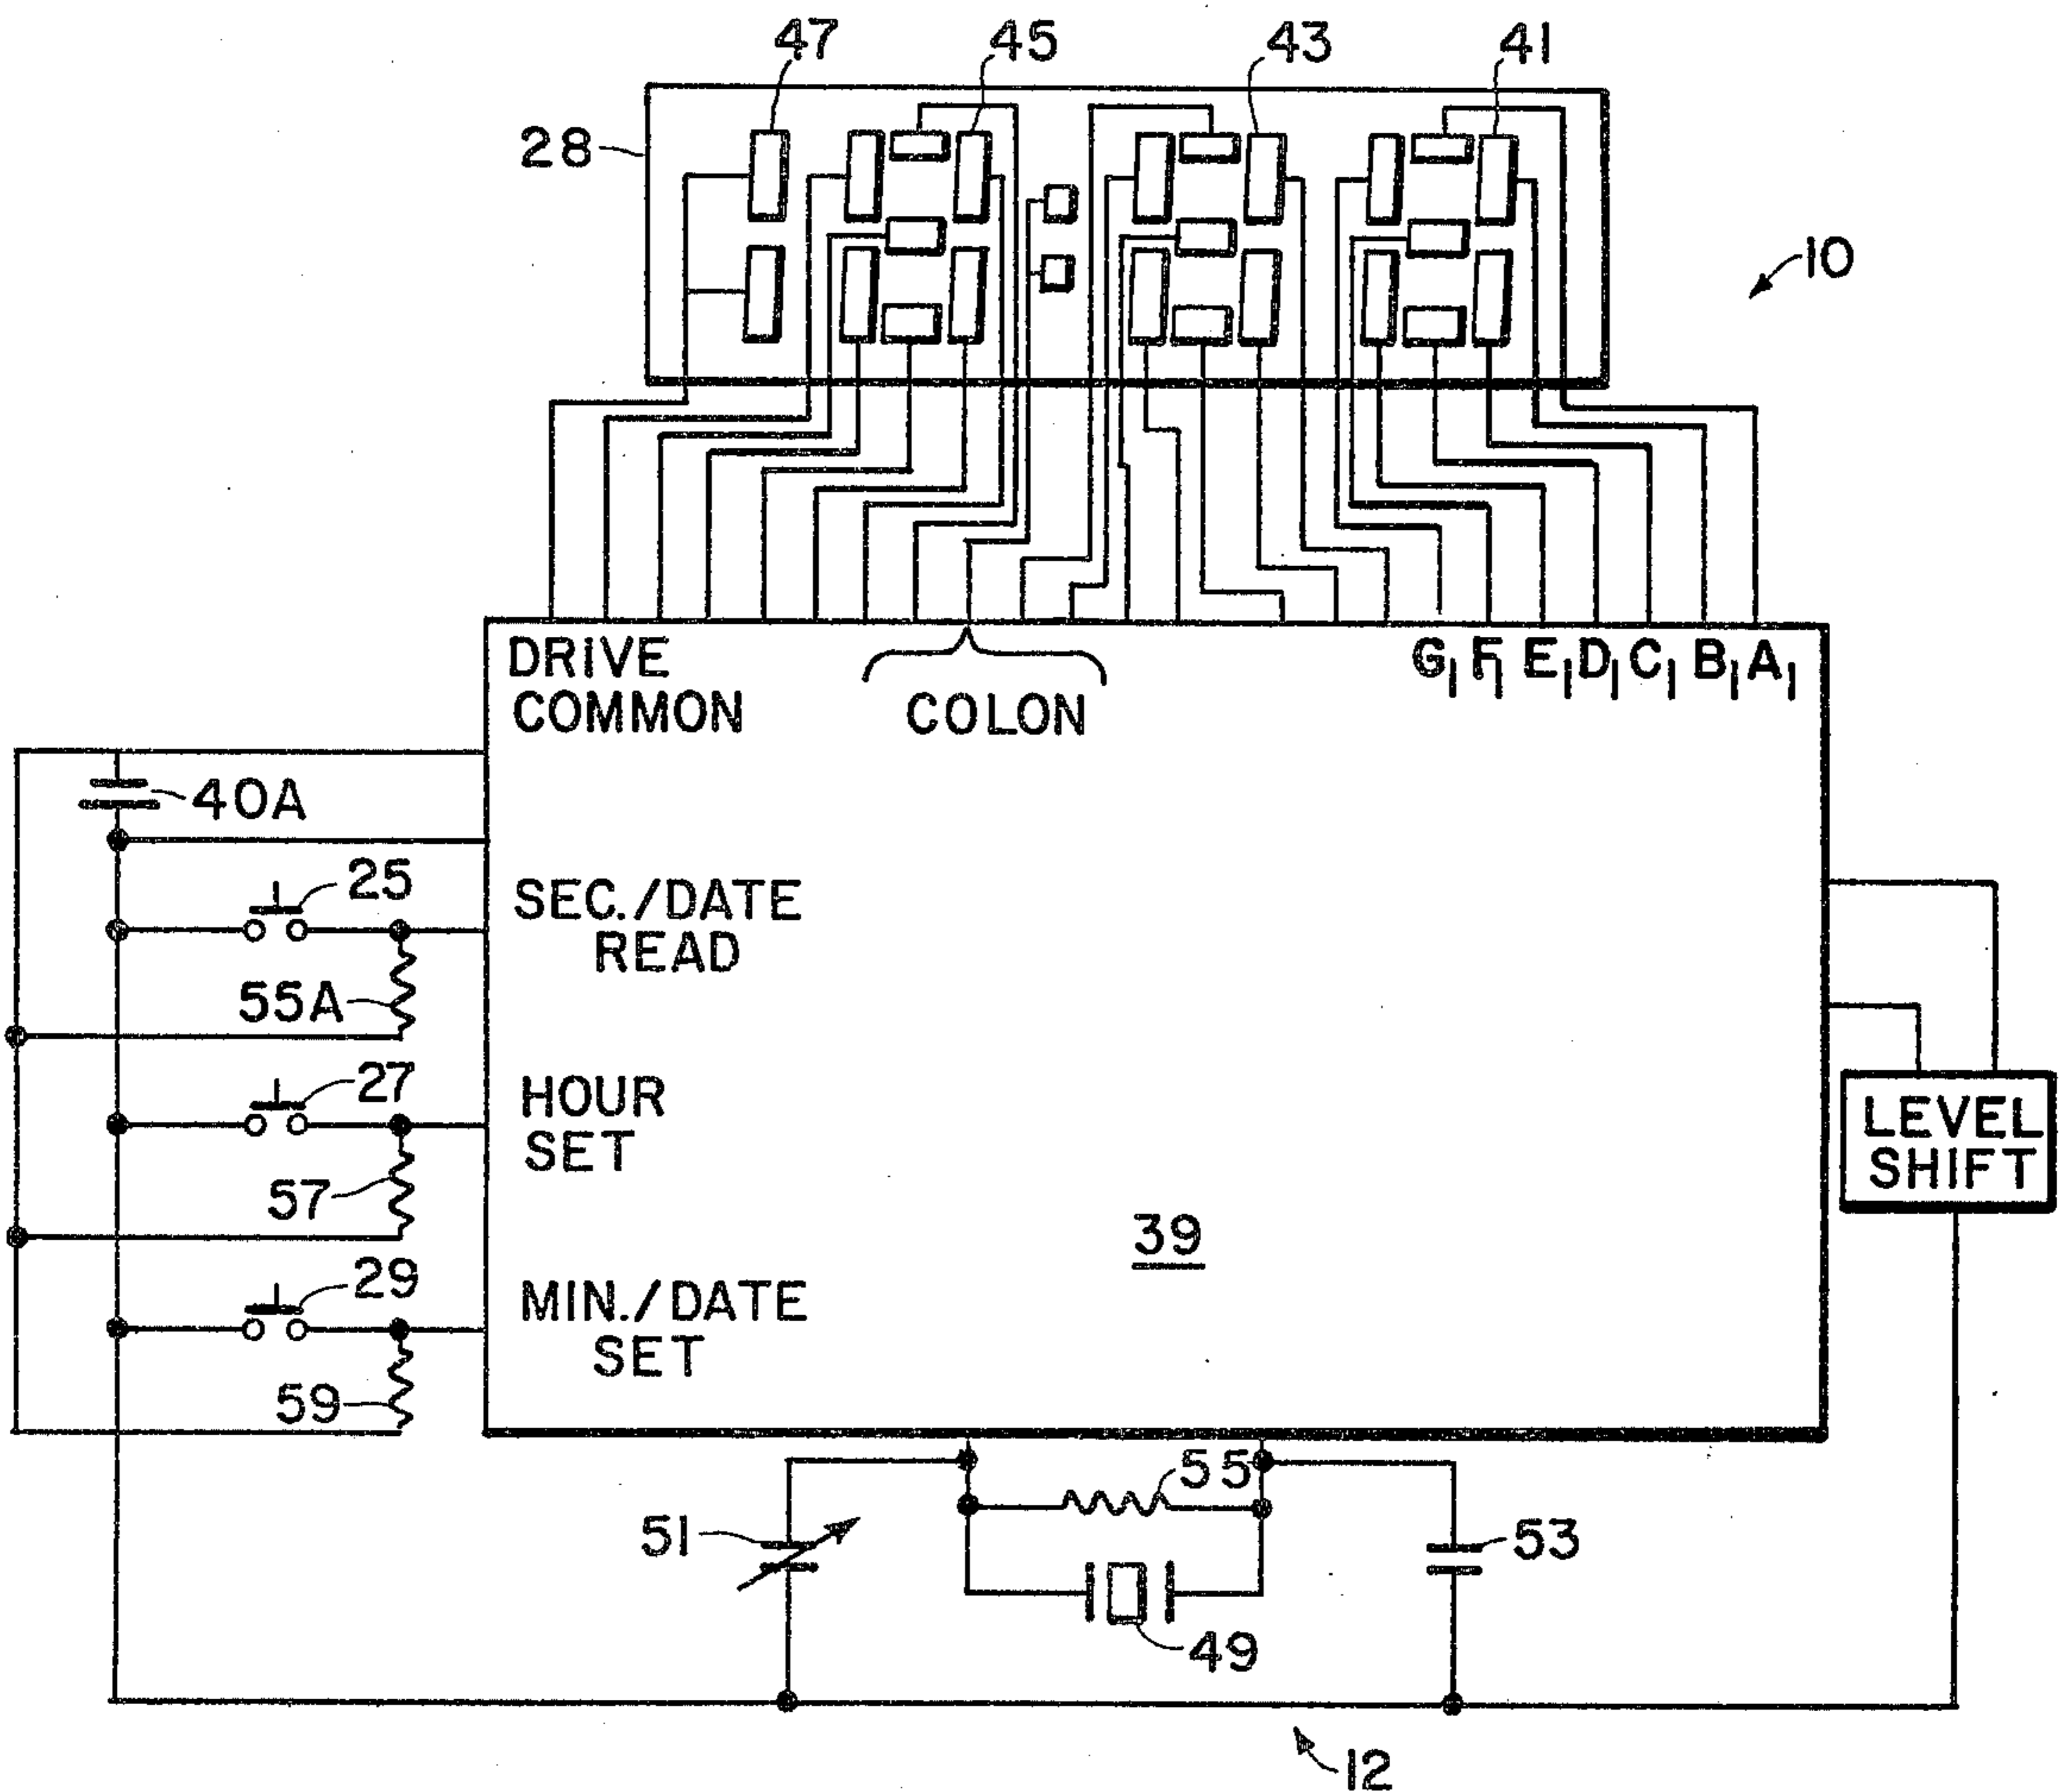 47 45 43 41
28
10
DRIVE
COMMON
COLON
G₁ F₁ E₁ D₁ C₁ B₁ A₁
40A
25
SEC./DATE
READ
55A
27
HOUR
SET
LEVEL
SHIFT
57
39
29
MIN./DATE
SET
59
55
51
53
49
12